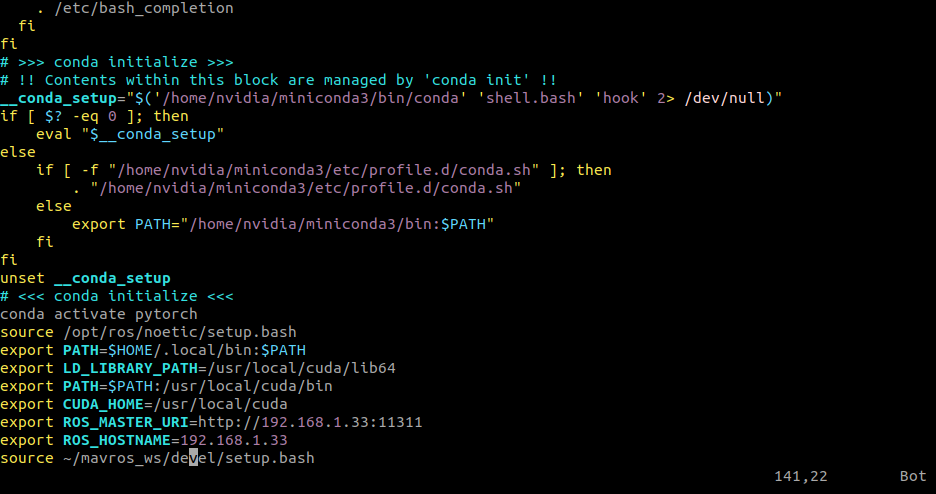 . /etc/bash_completion
fi
fi
# >>> conda initialize >>>
# !! Contents within this block are managed by 'conda init' !!
__conda_setup="$('/home/nvidia/miniconda3/bin/conda' 'shell.bash' 'hook' 2> /dev/null)"
if [ $? -eq 0 ]; then
    eval "$__conda_setup"
else
    if [ -f "/home/nvidia/miniconda3/etc/profile.d/conda.sh" ]; then
        . "/home/nvidia/miniconda3/etc/profile.d/conda.sh"
    else
        export PATH="/home/nvidia/miniconda3/bin:$PATH"
    fi
fi
unset __conda_setup
# <<< conda initialize <<<
conda activate pytorch
source /opt/ros/noetic/setup.bash
export PATH=$HOME/.local/bin:$PATH
export LD_LIBRARY_PATH=/usr/local/cuda/lib64
export PATH=$PATH:/usr/local/cuda/bin
export CUDA_HOME=/usr/local/cuda
export ROS_MASTER_URI=http://192.168.1.33:11311
export ROS_HOSTNAME=192.168.1.33
source ~/mavros_ws/devel/setup.bash
141,22 Bot